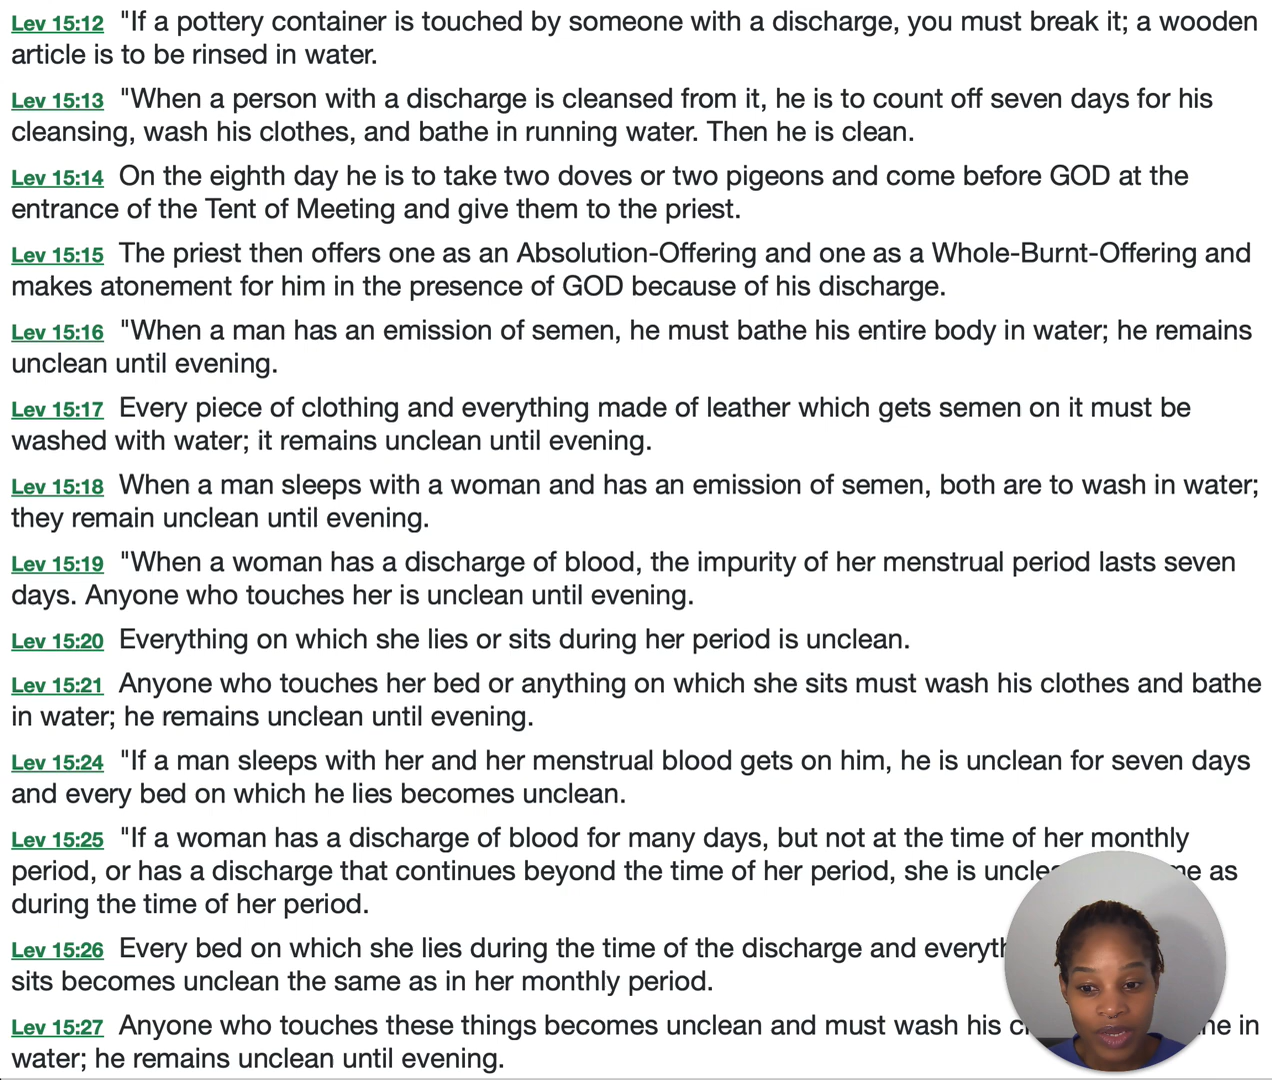 Lev 15:12 "If a pottery container is touched by someone with a discharge, you must break it; a wooden
article is to be rinsed in water.
Lev 15:13 "When a person with a discharge is cleansed from it, he is to count off seven days for his
cleansing, wash his clothes, and bathe in running water. Then he is clean.
Lev 15:14 On the eighth day he is to take two doves or two pigeons and come before GOD at the
entrance of the Tent of Meeting and give them to the priest.
Lev 15:15 The priest then offers one as an Absolution-Offering and one as a Whole-Burnt-Offering and
makes atonement for him in the presence of GOD because of his discharge.
Lev 15:16 "When a man has an emission of semen, he must bathe his entire body in water; he remains
unclean until evening.
Lev 15:17 Every piece of clothing and everything made of leather which gets semen on it must be
washed with water; it remains unclean until evening.
Lev 15:18 When a man sleeps with a woman and has an emission of semen, both are to wash in water;
they remain unclean until evening.
Lev 15:19 "When a woman has a discharge of blood, the impurity of her menstrual period lasts seven
days. Anyone who touches her is unclean until evening.
Lev 15:20 Everything on which she lies or sits during her period is unclean.
Lev 15:21 Anyone who touches her bed or anything on which she sits must wash his clothes and bathe
in water; he remains unclean until evening.
Lev 15:24 "If a man sleeps with her and her menstrual blood gets on him, he is unclean for seven days
and every bed on which he lies becomes unclean.
Lev 15:25 "If a woman has a discharge of blood for many days, but not at the time of her monthly
period, or has a discharge that continues beyond the time of her period, she is as
during the time of her period.
Lev 15:26 Every bed on which she lies during the time of the discharge and
sits becomes unclean the same as in her monthly period.
Lev 15:27 Anyone who touches these things becomes unclean and must wash his in
water; he remains unclean until evening.